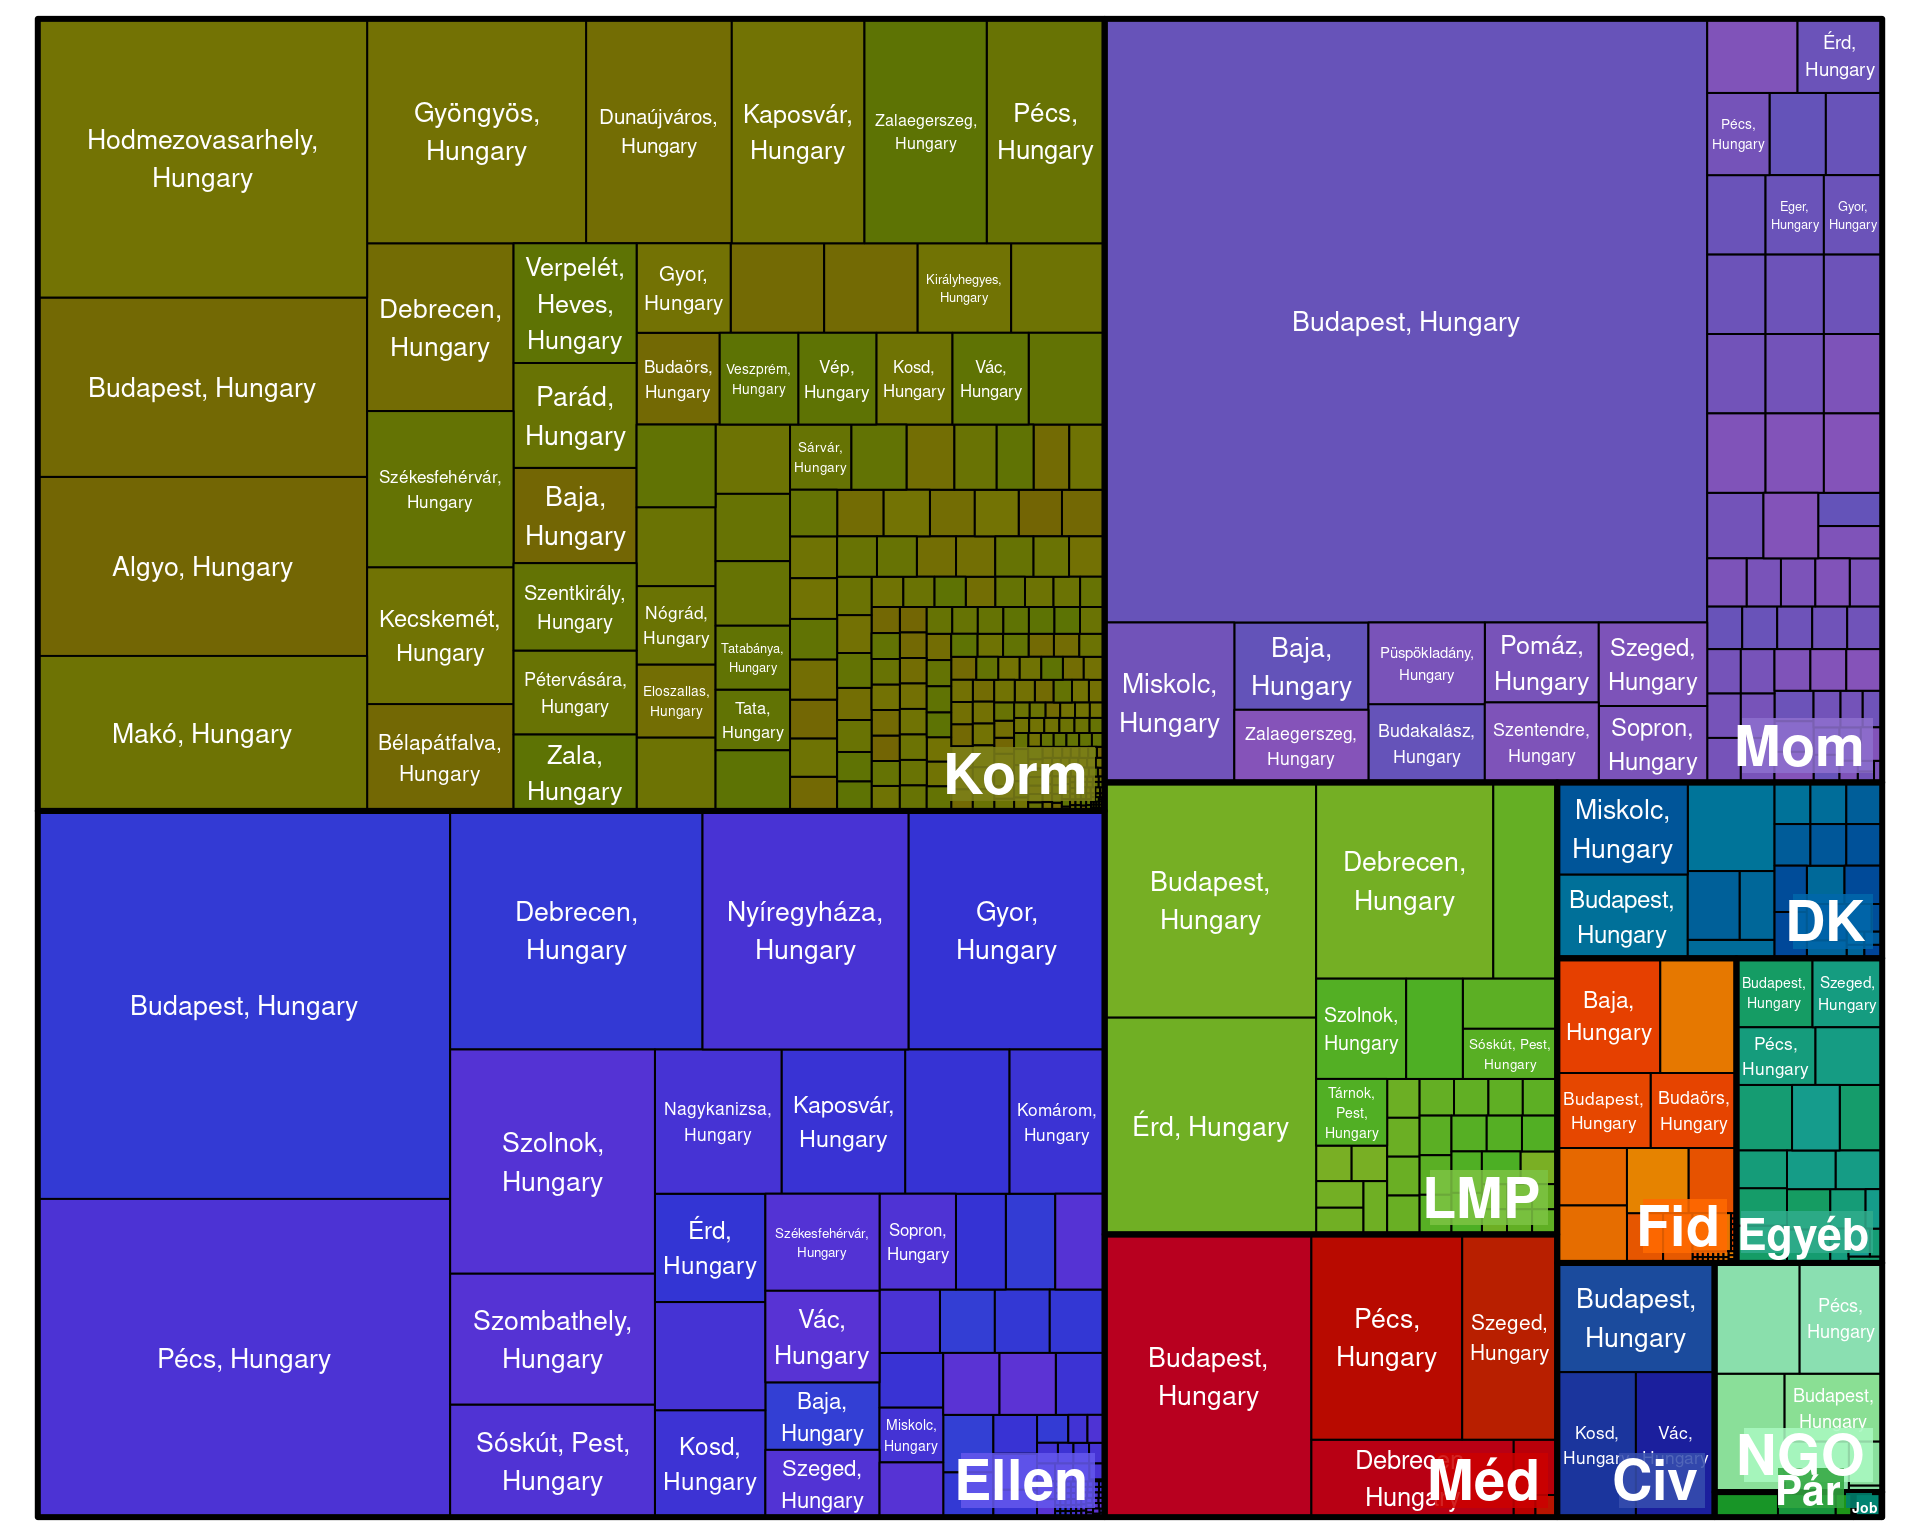 Hodmezovasarhely,
Hungary
Budapest, Hungary
Algyo, Hungary
Makó, Hungary
Gyöngyös,
Hungary
Dunaújváros,
Hungary
Kaposvár,
Hungary
Zalaegerszeg,
Hungary
Pécs,
Hungary
Debrecen,
Hungary
Székesfehérvár,
Hungary
Kecskemét,
Hungary
Bélapátfalva,
Hungary
Verpelét,
Heves,
Hungary
Parád,
Hungary
Baja,
Hungary
Szentkirály,
Hungary
Pétervására,
Hungary
Zala,
Hungary
Gyor,
Hungary
Királyhegyes,
Hungary
Budaörs,
Hungary
Veszprém,
Hungary
Vép,
Hungary
Kosd,
Hungary
Vác,
Hungary
Sárvár,
Hungary
Nógrád,
Hungary
Eloszallas,
Hungary
Tatabánya,
Hungary
Tata,
Hungary
Korm
Budapest, Hungary
Érd,
Hungary
Pécs,
Hungary
Eger,
Hungary
Gyor,
Hungary
Miskolc,
Hungary
Baja,
Hungary
Zalaegerszeg,
Hungary
Püspökladány,
Hungary
Budakalász,
Hungary
Pomáz,
Hungary
Szentendre,
Hungary
Szeged,
Hungary
Sopron,
Hungary
Mom
Budapest, Hungary
Pécs, Hungary
Debrecen,
Hungary
Nyíregyháza,
Hungary
Gyor,
Hungary
Szolnok,
Hungary
Szombathely,
Hungary
Sóskút, Pest,
Hungary
Nagykanizsa,
Hungary
Kaposvár,
Hungary
Komárom,
Hungary
Érd,
Hungary
Kosd,
Hungary
Székesfehérvár,
Hungary
Vác,
Hungary
Baja,
Hungary
Szeged,
Hungary
Sopron,
Hungary
Miskolc,
Hungary
Ellen
Budapest,
Hungary
Érd, Hungary
Debrecen,
Hungary
Szolnok,
Hungary
Sóskút, Pest,
Hungary
Tárnok,
Pest,
Hungary
LMP
Budapest,
Hungary
Pécs,
Hungary
Szeged,
Hungary
Debrecen,
Hungary
Méd
Miskolc,
Hungary
Budapest,
Hungary
DK
Baja,
Hungary
Budapest,
Hungary
Budaörs,
Hungary
Fid
Budapest,
Hungary
Szeged,
Hungary
Pécs,
Hungary
Egyéb
Budapest,
Hungary
Kosd,
Hungary
Vác,
Hungary
Civ
Pécs,
Hungary
Budapest,
Hungary
NGO
Pár
Job